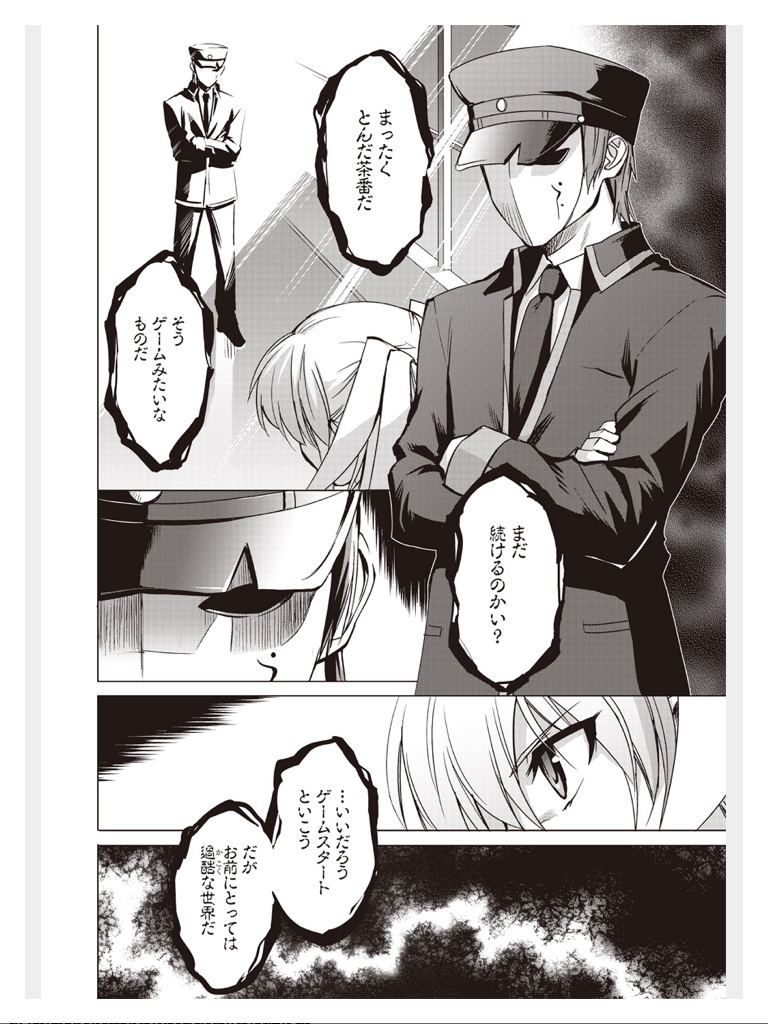 まったく
とんだ茶番だ
そう
ゲームみたいな
ものだ
まだ
続けるのかい?
…いいだろう
ゲームスタート
といこう
だが
お前にとっては
過酷な世界だ
かこく